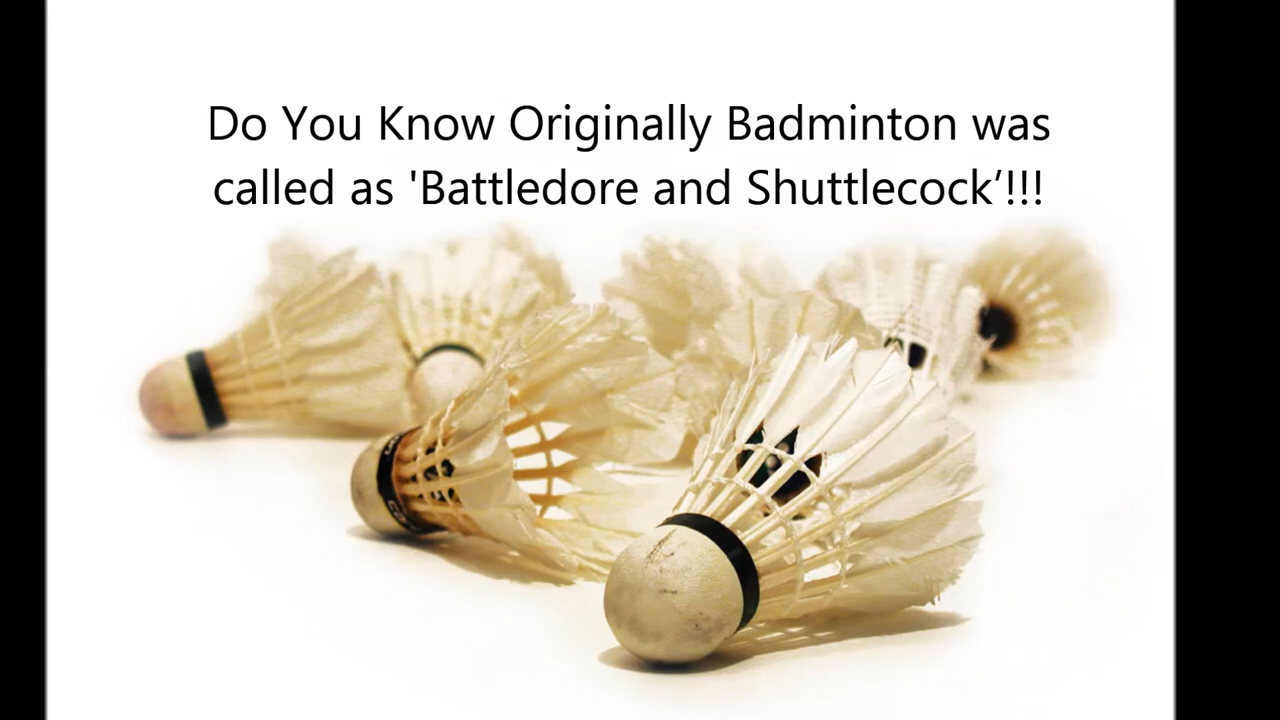 Do You Know Originally Badminton was
called as 'Battledore and Shuttlecock’!!!